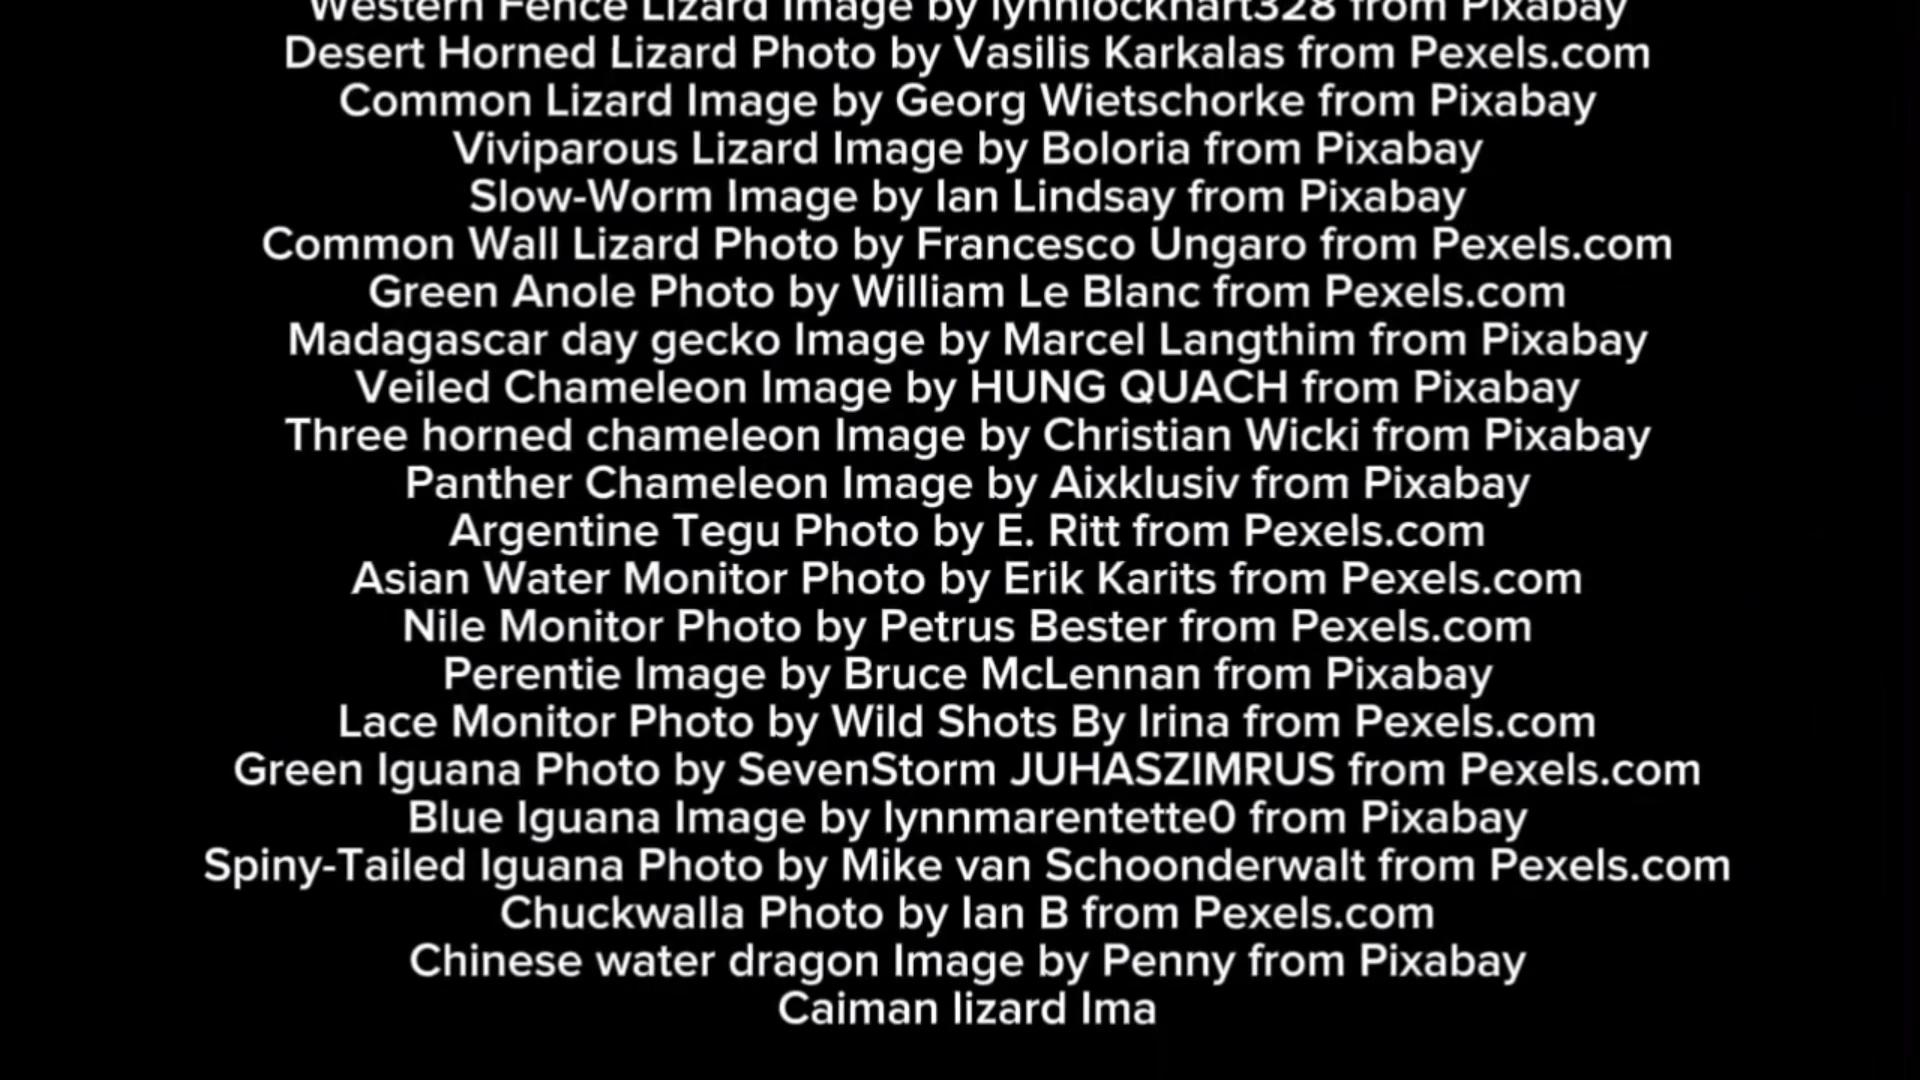 Western Fence Lizard Image by lynnlockhart328 from Pixabay
Desert Horned Lizard Photo by Vasilis Karkalas from Pexels.com
Common Lizard Image by Georg Wietschorke from Pixabay
Viviparous Lizard Image by Boloria from Pixabay
Slow-Worm Image by Ian Lindsay from Pixabay
Common Wall Lizard Photo by Francesco Ungaro from Pexels.com
Green Anole Photo by William Le Blanc from Pexels.com
Madagascar day gecko Image by Marcel Langthim from Pixabay
Veiled Chameleon Image by HUNG QUACH from Pixabay
Three horned chameleon Image by Christian Wicki from Pixabay
Panther Chameleon Image by Aixklusiv from Pixabay
Argentine Tegu Photo by E. Ritt from Pexels.com
Asian Water Monitor Photo by Erik Karits from Pexels.com
Nile Monitor Photo by Petrus Bester from Pexels.com
Perentie Image by Bruce McLennan from Pixabay
Lace Monitor Photo by Wild Shots By Irina from Pexels.com
Green Iguana Photo by SevenStorm JUHASZIMRUS from Pexels.com
Blue Iguana Image by lynnmarentette0 from Pixabay
Spiny-Tailed Iguana Photo by Mike van Schoonderwalt from Pexels.com
Chuckwalla Photo by Ian B from Pexels.com
Chinese water dragon Image by Penny from Pixabay
Caiman lizard Ima